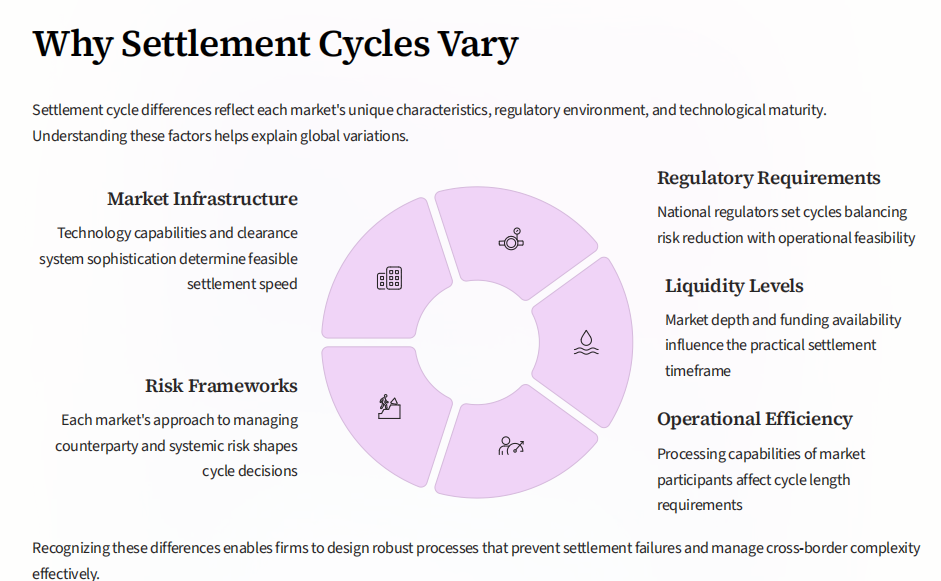 Why Settlement Cycles Vary
Settlement cycle differences reflect each market's unique characteristics, regulatory environment, and technological maturity.
Understanding these factors helps explain global variations.
Market Infrastructure
Technology capabilities and clearance
system sophistication determine feasible
settlement speed
Risk Frameworks
Each market's approach to managing
counterparty and systemic risk shapes
cycle decisions
Regulatory Requirements
National regulators set cycles balancing
risk reduction with operational feasibility
Liquidity Levels
Market depth and funding availability
influence the practical settlement
timeframe
Operational Efficiency
Processing capabilities of market
participants affect cycle length
requirements
Recognizing these differences enables firms to design robust processes that prevent settlement failures and manage cross-border complexity
effectively.